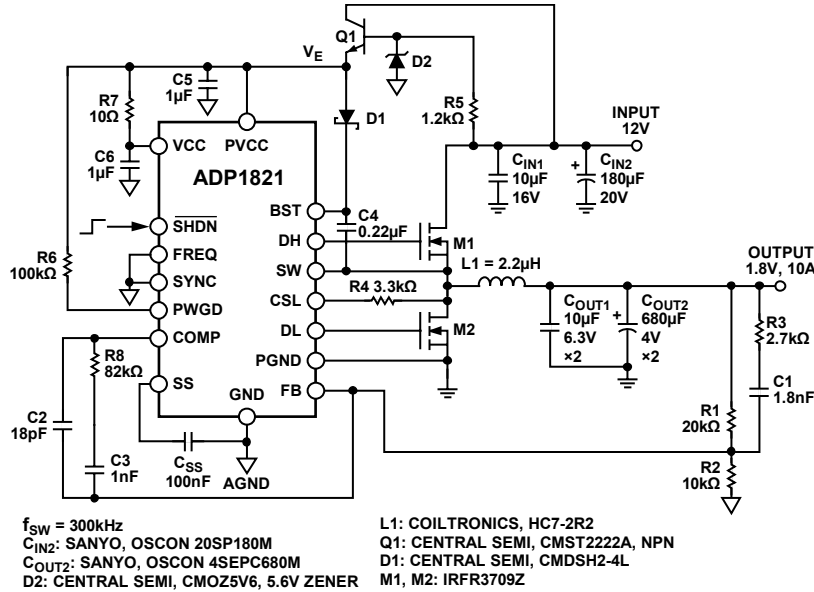 Q1
V_E
D2
C5
1µF
R7
10Ω
D1
R5
1.2kΩ
INPUT
12V
VCC
PVCC
C6
1µF
ADP1821
C_IN1
10µF
16V
+
C_IN2
180µF
20V
BST
C4
0.22µF
SHDN
DH
M1
R6
100kΩ
FREQ
SW
L1 = 2.2µH
OUTPUT
1.8V, 10A
SYNC
CSL
R4 3.3kΩ
PWGD
DL
M2
C_OUT1
10µF
6.3V
×2
+
C_OUT2
680µF
4V
×2
R3
2.7kΩ
COMP
R8
82kΩ
PGND
SS
GND
FB
C1
1.8nF
C2
18pF
R1
20kΩ
C3
1nF
C_SS
100nF
AGND
R2
10kΩ
f_SW = 300kHz
C_IN2: SANYO, OSCON 20SP180M
C_OUT2: SANYO, OSCON 4SEPC680M
D2: CENTRAL SEMI, CMOZ5V6, 5.6V ZENER
L1: COILTRONICS, HC7-2R2
Q1: CENTRAL SEMI, CMST2222A, NPN
D1: CENTRAL SEMI, CMDSH2-4L
M1, M2: IRFR3709Z